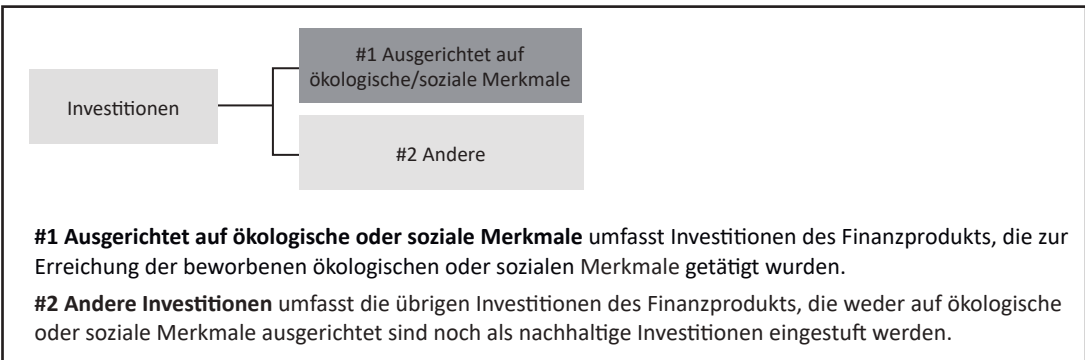 #1 Ausgerichtet auf
ökologische/soziale Merkmale
Investitionen
#2 Andere
#1 Ausgerichtet auf ökologische oder soziale Merkmale umfasst Investitionen des Finanzprodukts, die zur
Erreichung der beworbenen ökologischen oder sozialen Merkmale getätigt wurden.
#2 Andere Investitionen umfasst die übrigen Investitionen des Finanzprodukts, die weder auf ökologische
oder soziale Merkmale ausgerichtet sind noch als nachhaltige Investitionen eingestuft werden.